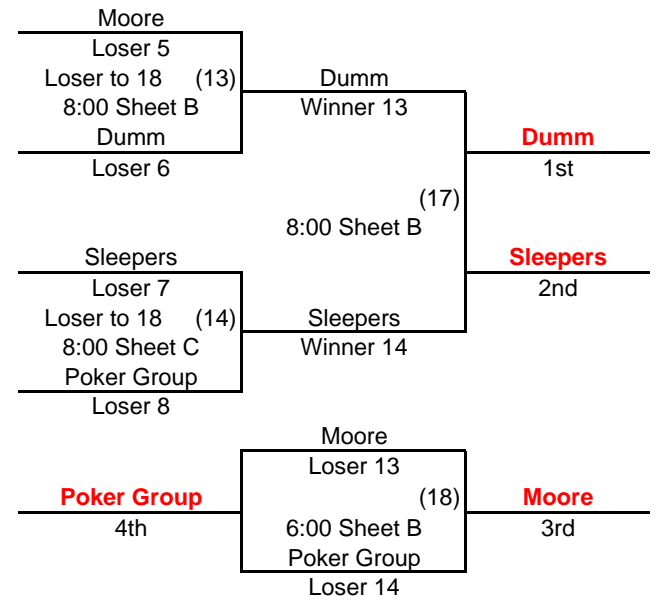 Moore
Loser 5
Loser to 18 (13)
8:00 Sheet B
Dumm
Loser 6
Dumm
Winner 13
Dumm
1st
(17)
8:00 Sheet B
Sleepers
2nd
Sleepers
Loser 7
Loser to 18 (14)
8:00 Sheet C
Poker Group
Loser 8
Sleepers
Winner 14
Moore
Loser 13
(18)
6:00 Sheet B
Poker Group
Loser 14
Poker Group
4th
Moore
3rd